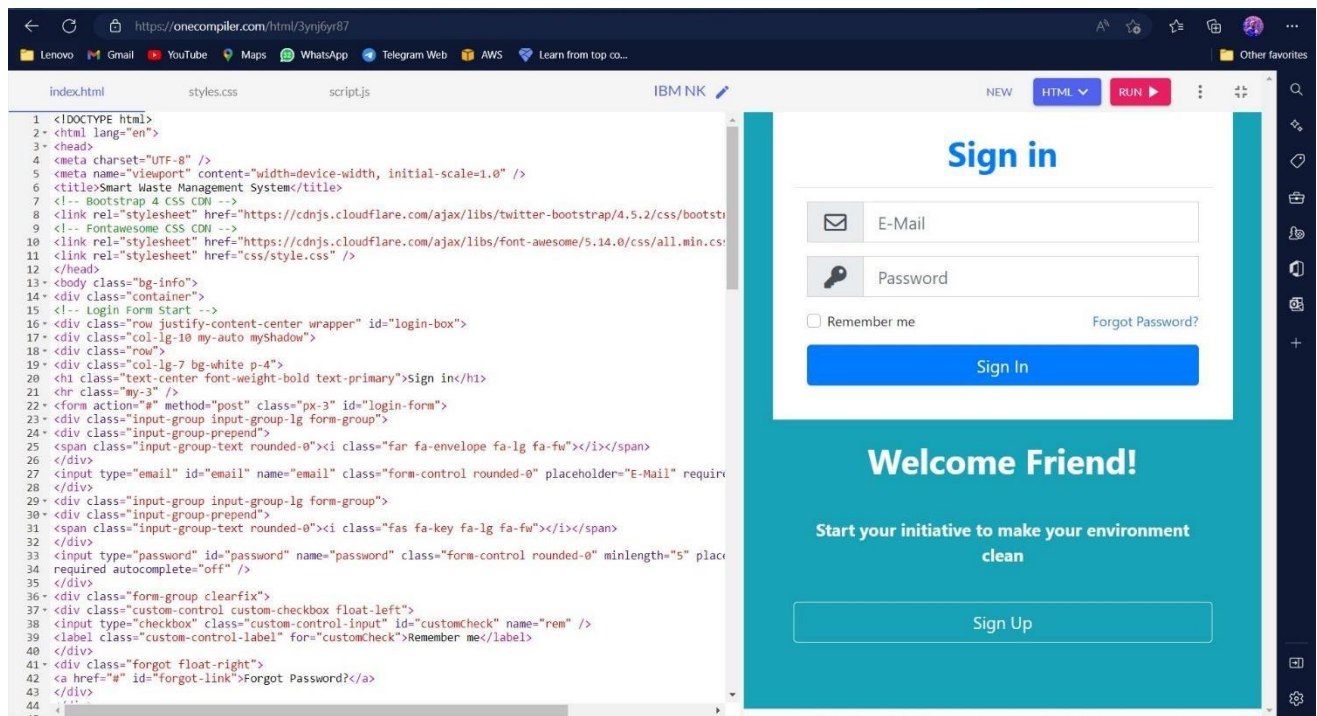 https://onecompiler.com/html/3ynj6yr87
Lenovo Gmail YouTube Maps WhatsApp Telegram Web AWS Learn from top co... Other favorites
index.html styles.css script.js IBM NK NEW HTML RUN
1 <!DOCTYPE html>
2 <html lang="en">
3 <head>
4 <meta charset="UTF-8" />
5 <meta name="viewport" content="width=device-width, initial-scale=1.0" />
6 <title>Smart Waste Management System</title>
7 <!-- Bootstrap 4 CSS CDN -->
8 <link rel="stylesheet" href="https://cdnjs.cloudflare.com/ajax/libs/twitter-bootstrap/4.5.2/css/bootst
9 <!-- Fontawesome CSS CDN -->
10 <link rel="stylesheet" href="https://cdnjs.cloudflare.com/ajax/libs/font-awesome/5.14.0/css/all.min.cs
11 <link rel="stylesheet" href="css/style.css" />
12 </head>
13 <body class="bg-info">
14 <div class="container">
15 <!-- Login Form Start -->
16 <div class="row justify-content-center wrapper" id="login-box">
17 <div class="col-lg-10 my-auto myShadow">
18 <div class="row">
19 <div class="col-lg-7 bg-white p-4">
20 <h1 class="text-center font-weight-bold text-primary">Sign in</h1>
21 <hr class="my-3" />
22 <form action="#" method="post" class="px-3" id="login-form">
23 <div class="input-group input-group-lg form-group">
24 <div class="input-group-prepend">
25 <span class="input-group-text rounded-0"><i class="far fa-envelope fa-lg fa-fw"></i></span>
26 </div>
27 <input type="email" id="email" name="email" class="form-control rounded-0" placeholder="E-Mail" requir
28 </div>
29 <div class="input-group input-group-lg form-group">
30 <div class="input-group-prepend">
31 <span class="input-group-text rounded-0"><i class="fas fa-key fa-lg fa-fw"></i></span>
32 </div>
33 <input type="password" id="password" name="password" class="form-control rounded-0" minlength="5" plac
34 required autocomplete="off" />
35 </div>
36 <div class="form-group clearfix">
37 <div class="custom-control custom-checkbox float-left">
38 <input type="checkbox" class="custom-control-input" id="customCheck" name="rem" />
39 <label class="custom-control-label" for="customCheck">Remember me</label>
40 </div>
41 <div class="forgot float-right">
42 <a href="#" id="forgot-link">Forgot Password?</a>
43 </div>
44
Sign in
E-Mail
Password
Remember me Forgot Password?
Sign In
Welcome Friend!
Start your initiative to make your environment
clean
Sign Up